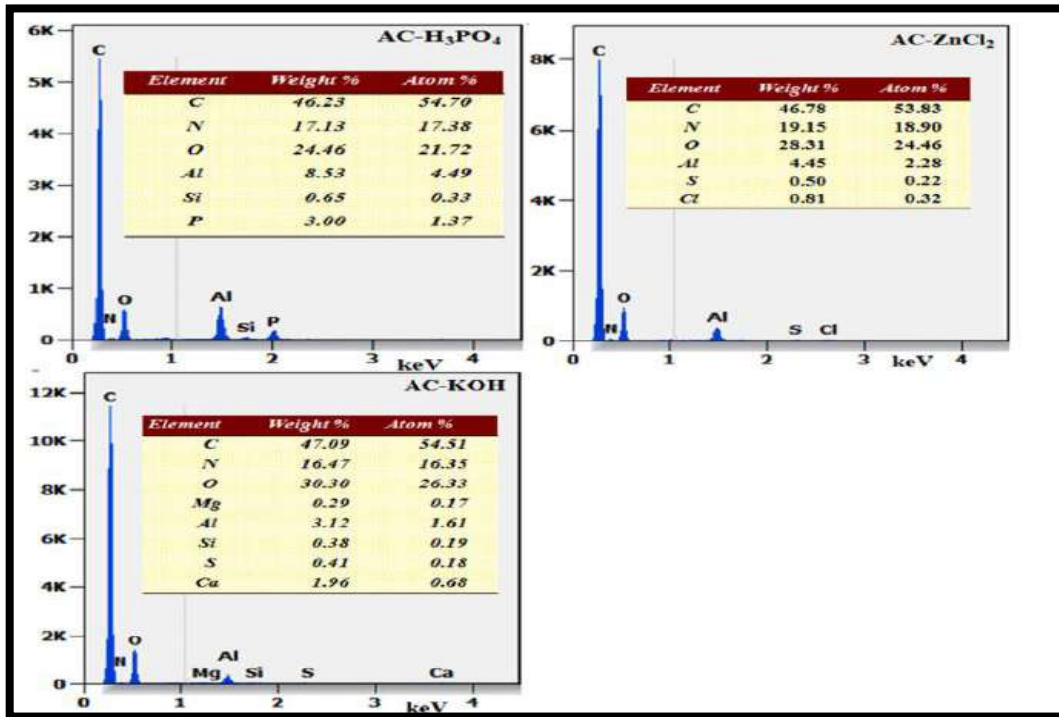 AC-H₃PO₄
6K
5K
4K
3K
2K
1K
0
C
N
O
Al
Si
P
0 1 2 3 4
keV
Element Weight % Atom %
C 46.23 54.70
N 17.13 17.38
O 24.46 21.72
Al 8.53 4.49
Si 0.65 0.33
P 3.00 1.37
AC-ZnCl₂
8K
6K
4K
2K
0
C
N
O
Al
S
Cl
0 1 2 3 4
keV
Element Weight % Atom %
C 46.78 53.83
N 19.15 18.90
O 28.31 24.46
Al 4.45 2.28
S 0.50 0.22
Cl 0.81 0.32
AC-KOH
12K
10K
8K
6K
4K
2K
0
C
N
O
Mg
Al
Si
S
Ca
0 1 2 3 4
keV
Element Weight % Atom %
C 47.09 54.51
N 16.47 16.35
O 30.30 26.33
Mg 0.29 0.17
Al 3.12 1.61
Si 0.38 0.19
S 0.41 0.18
Ca 1.96 0.68